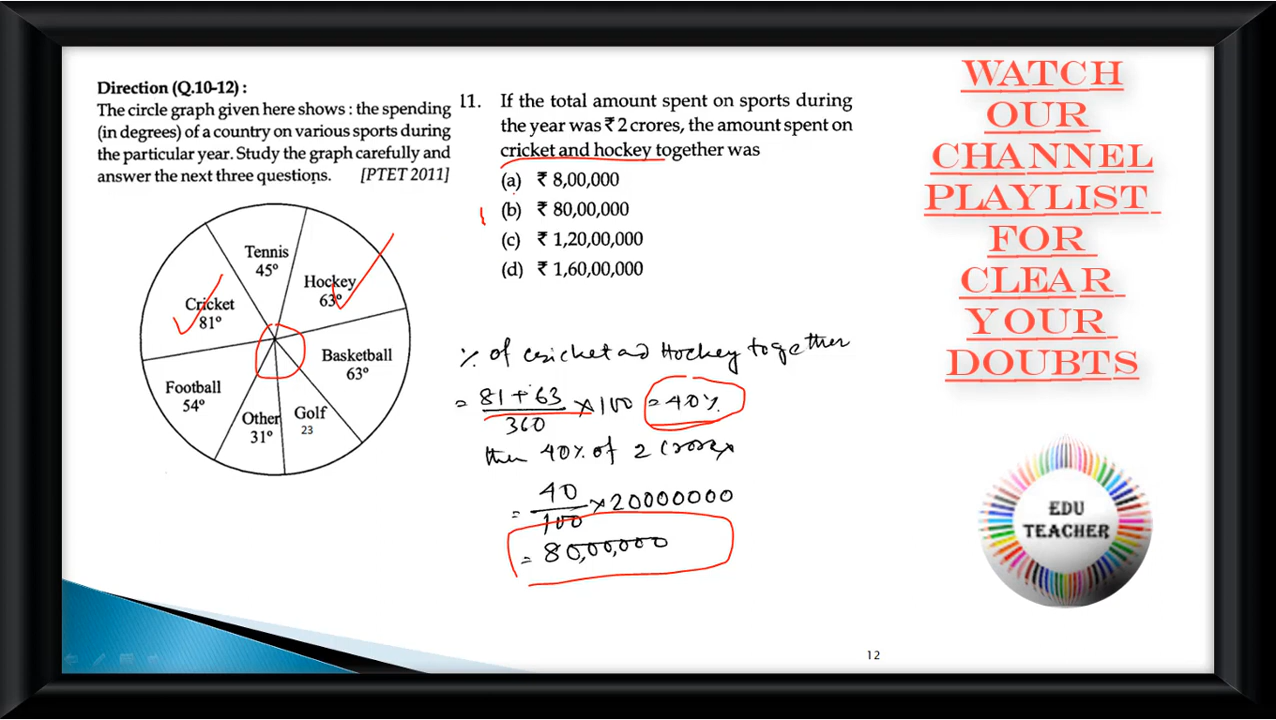 Direction (Q.10-12) :
The circle graph given here shows : the spending
(in degrees) of a country on various sports during
the particular year. Study the graph carefully and
answer the next three questions. [PTET 2011]
Tennis
45°
Hockey
63°
Cricket
81°
Basketball
63°
Football
54°
Other
31°
Golf
23
11. If the total amount spent on sports during
the year was ₹ 2 crores, the amount spent on
cricket and hockey together was
(a) ₹ 8,00,000
(b) ₹ 80,00,000
(c) ₹ 1,20,00,000
(d) ₹ 1,60,00,000
% of cricket and Hockey together
= 81 + 63 / 360 × 100 = 40%
then 40% of 2 crores
= 40 / 100 × 20000000
= 80,00,000
WATCH
OUR
CHANNEL
PLAYLIST
FOR
CLEAR
YOUR
DOUBTS
EDU
TEACHER
12